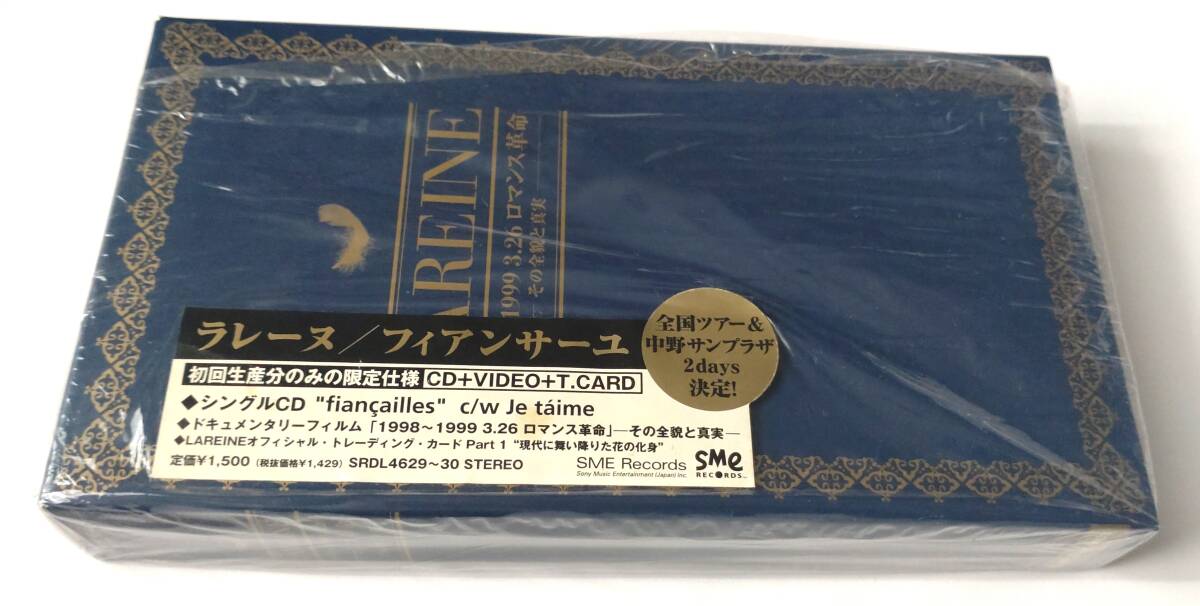 AREINE
1999 3.26 ロマンス革命
その全貌と真実
ラレーヌ/フィアンサーユ
初回生産分のみの限定仕様 CD+VIDEO+T.CARD
◆シングルCD "fiançailles" c/w Je táime
◆ドキュメンタリーフィルム「1998〜1999 3.26 ロマンス革命」―その全貌と真実―
◆LAREINEオフィシャル・トレーディング・カード Part 1 “現代に舞い降りた花の化身”
定価¥1,500 (税抜価格¥1,429) SRDL4629〜30 STEREO
SME Records
Sony Music Entertainment (Japan) Inc.
SMe
RECORDS
全国ツアー&
中野サンプラザ
2days
決定!